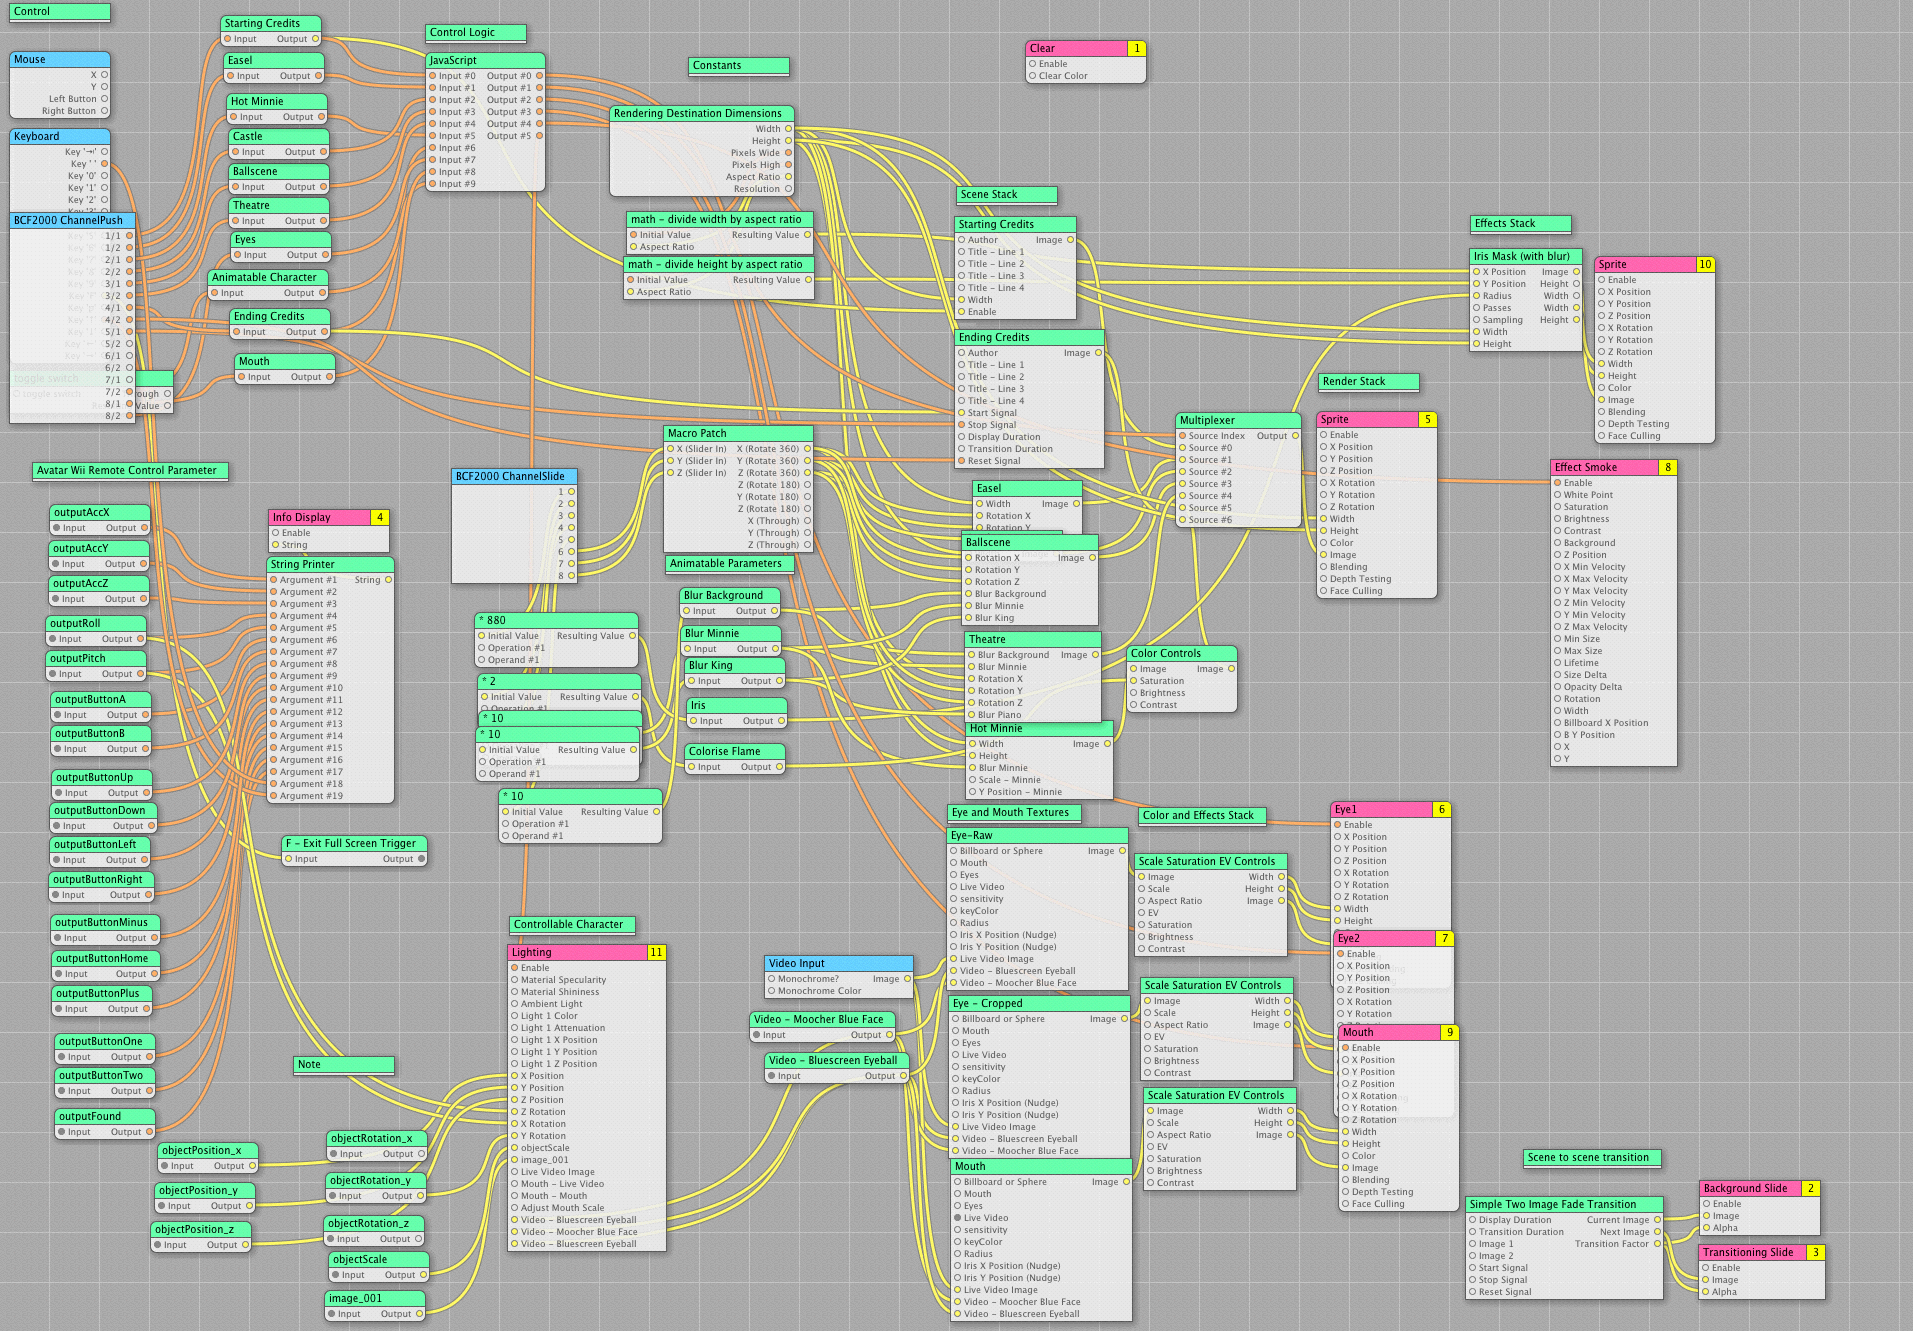 Control
Mouse
X
Y
Left Button
Right Button
Keyboard
Key '⇥'
Key ' '
Key '0'
Key '1'
Key '2'
BCF2000 ChannelPush
1/1
1/2
2/1
2/2
3/1
3/2
4/1
4/2
5/1
5/2
6/1
6/2
7/1
7/2
8/1
8/2
toggle switch
toggle switch
ough
Value
Starting Credits
Input Output
Easel
Input Output
Hot Minnie
Input Output
Castle
Input Output
Ballscene
Input Output
Theatre
Input Output
Eyes
Input Output
Animatable Character
Input Output
Ending Credits
Input Output
Mouth
Input Output
Control Logic
JavaScript
Input #0 Output #0
Input #1 Output #1
Input #2 Output #2
Input #3 Output #3
Input #4 Output #4
Input #5 Output #5
Input #6
Input #7
Input #8
Input #9
Constants
Rendering Destination Dimensions
Width
Height
Pixels Wide
Pixels High
Aspect Ratio
Resolution
math - divide width by aspect ratio
Initial Value Resulting Value
Aspect Ratio
math - divide height by aspect ratio
Initial Value Resulting Value
Aspect Ratio
Clear 1
Enable
Clear Color
Scene Stack
Starting Credits
Author Image
Title - Line 1
Title - Line 2
Title - Line 3
Title - Line 4
Width
Enable
Ending Credits
Author Image
Title - Line 1
Title - Line 2
Title - Line 3
Title - Line 4
Start Signal
Stop Signal
Display Duration
Transition Duration
Reset Signal
Easel
Width Image
Rotation X
Rotation Y
Ballscene
Rotation X Image
Rotation Y
Rotation Z
Blur Background
Blur Minnie
Blur King
Theatre
Blur Background Image
Blur Minnie
Rotation X
Rotation Y
Rotation Z
Blur Piano
Hot Minnie
Width Image
Height
Blur Minnie
Scale - Minnie
Y Position - Minnie
Effects Stack
Iris Mask (with blur)
X Position Image
Y Position Height
Radius Width
Passes Width
Sampling Height
Width
Height
Sprite 10
Enable
X Position
Y Position
Z Position
X Rotation
Y Rotation
Z Rotation
Width
Height
Color
Image
Blending
Depth Testing
Face Culling
Render Stack
Multiplexer
Source Index Output
Source #0
Source #1
Source #2
Source #3
Source #4
Source #5
Source #6
Sprite 5
Enable
X Position
Y Position
Z Position
X Rotation
Y Rotation
Z Rotation
Width
Height
Color
Image
Blending
Depth Testing
Face Culling
Effect Smoke 8
Enable
White Point
Saturation
Brightness
Contrast
Background
Z Position
X Min Velocity
X Max Velocity
Y Max Velocity
Z Min Velocity
Y Min Velocity
Z Max Velocity
Min Size
Max Size
Lifetime
Size Delta
Opacity Delta
Rotation
Width
Billboard X Position
B Y Position
X
Y
Color Controls
Image Image
Saturation
Brightness
Contrast
Macro Patch
X (Slider In) X (Rotate 360)
Y (Slider In) Y (Rotate 360)
Z (Slider In) Z (Rotate 360)
Z (Rotate 180)
Y (Rotate 180)
Z (Rotate 180)
X (Through)
Y (Through)
Z (Through)
BCF2000 ChannelSlide
1
2
3
4
5
6
7
8
Animatable Parameters
Blur Background
Input Output
Blur Minnie
Input Output
Blur King
Input Output
Iris
Input Output
Colorise Flame
Input Output
* 880
Initial Value Resulting Value
Operation #1
Operand #1
* 2
Initial Value Resulting Value
Operation #1
* 10
* 10
Initial Value Resulting Value
Operation #1
Operand #1
* 10
Initial Value Resulting Value
Operation #1
Operand #1
Avatar Wii Remote Control Parameter
outputAccX
Input Output
outputAccY
Input Output
outputAccZ
Input Output
outputRoll
Input Output
outputPitch
Input Output
outputButtonA
Input Output
outputButtonB
Input Output
outputButtonUp
Input Output
outputButtonDown
Input Output
outputButtonLeft
Input Output
outputButtonRight
Input Output
outputButtonMinus
Input Output
outputButtonHome
Input Output
outputButtonPlus
Input Output
outputButtonOne
Input Output
outputButtonTwo
Input Output
outputFound
Input Output
Info Display 4
Enable
String
String Printer
Argument #1 String
Argument #2
Argument #3
Argument #4
Argument #5
Argument #6
Argument #7
Argument #8
Argument #9
Argument #10
Argument #11
Argument #12
Argument #13
Argument #14
Argument #15
Argument #16
Argument #17
Argument #18
Argument #19
F - Exit Full Screen Trigger
Input Output
Note
objectPosition_x
Input Output
objectPosition_y
Input Output
objectPosition_z
Input Output
objectRotation_x
Input Output
objectRotation_y
Input Output
objectRotation_z
Input Output
objectScale
Input Output
image_001
Input Output
Controllable Character
Lighting 11
Enable
Material Specularity
Material Shininess
Ambient Light
Light 1 Color
Light 1 Attenuation
Light 1 X Position
Light 1 Y Position
Light 1 Z Position
X Position
Y Position
Z Position
Z Rotation
X Rotation
Y Rotation
objectScale
image_001
Live Video Image
Mouth - Live Video
Mouth - Mouth
Adjust Mouth Scale
Video - Bluescreen Eyeball
Video - Moocher Blue Face
Video - Bluescreen Eyeball
Video Input
Monochrome? Image
Monochrome Color
Video - Moocher Blue Face
Input Output
Video - Bluescreen Eyeball
Input Output
Eye and Mouth Textures
Eye-Raw
Billboard or Sphere Image
Mouth
Eyes
Live Video
sensitivity
keyColor
Radius
Iris X Position (Nudge)
Iris Y Position (Nudge)
Live Video Image
Video - Bluescreen Eyeball
Video - Moocher Blue Face
Eye - Cropped
Billboard or Sphere Image
Mouth
Eyes
Live Video
sensitivity
keyColor
Radius
Iris X Position (Nudge)
Iris Y Position (Nudge)
Live Video Image
Video - Bluescreen Eyeball
Video - Moocher Blue Face
Mouth
Billboard or Sphere Image
Mouth
Eyes
Live Video
sensitivity
keyColor
Radius
Iris X Position (Nudge)
Iris Y Position (Nudge)
Live Video Image
Video - Moocher Blue Face
Video - Bluescreen Eyeball
Color and Effects Stack
Scale Saturation EV Controls
Image Width
Scale Height
Aspect Ratio Image
EV
Saturation
Brightness
Contrast
Scale Saturation EV Controls
Image Width
Scale Height
Aspect Ratio Image
EV
Saturation
Brightness
Contrast
Scale Saturation EV Controls
Image Width
Scale Height
Aspect Ratio Image
EV
Saturation
Brightness
Contrast
Eye1 6
Enable
X Position
Y Position
Z Position
X Rotation
Y Rotation
Z Rotation
Width
Height
Eye2 7
Enable
X Position
Y Position
Z Position
X Rotation
Y Rotation
Mouth 9
Enable
X Position
Y Position
Z Position
X Rotation
Y Rotation
Z Rotation
Width
Height
Color
Image
Blending
Depth Testing
Face Culling
Scene to scene transition
Simple Two Image Fade Transition
Display Duration Current Image
Transition Duration Next Image
Image 1 Transition Factor
Image 2
Start Signal
Stop Signal
Reset Signal
Background Slide 2
Enable
Image
Alpha
Transitioning Slide 3
Enable
Image
Alpha